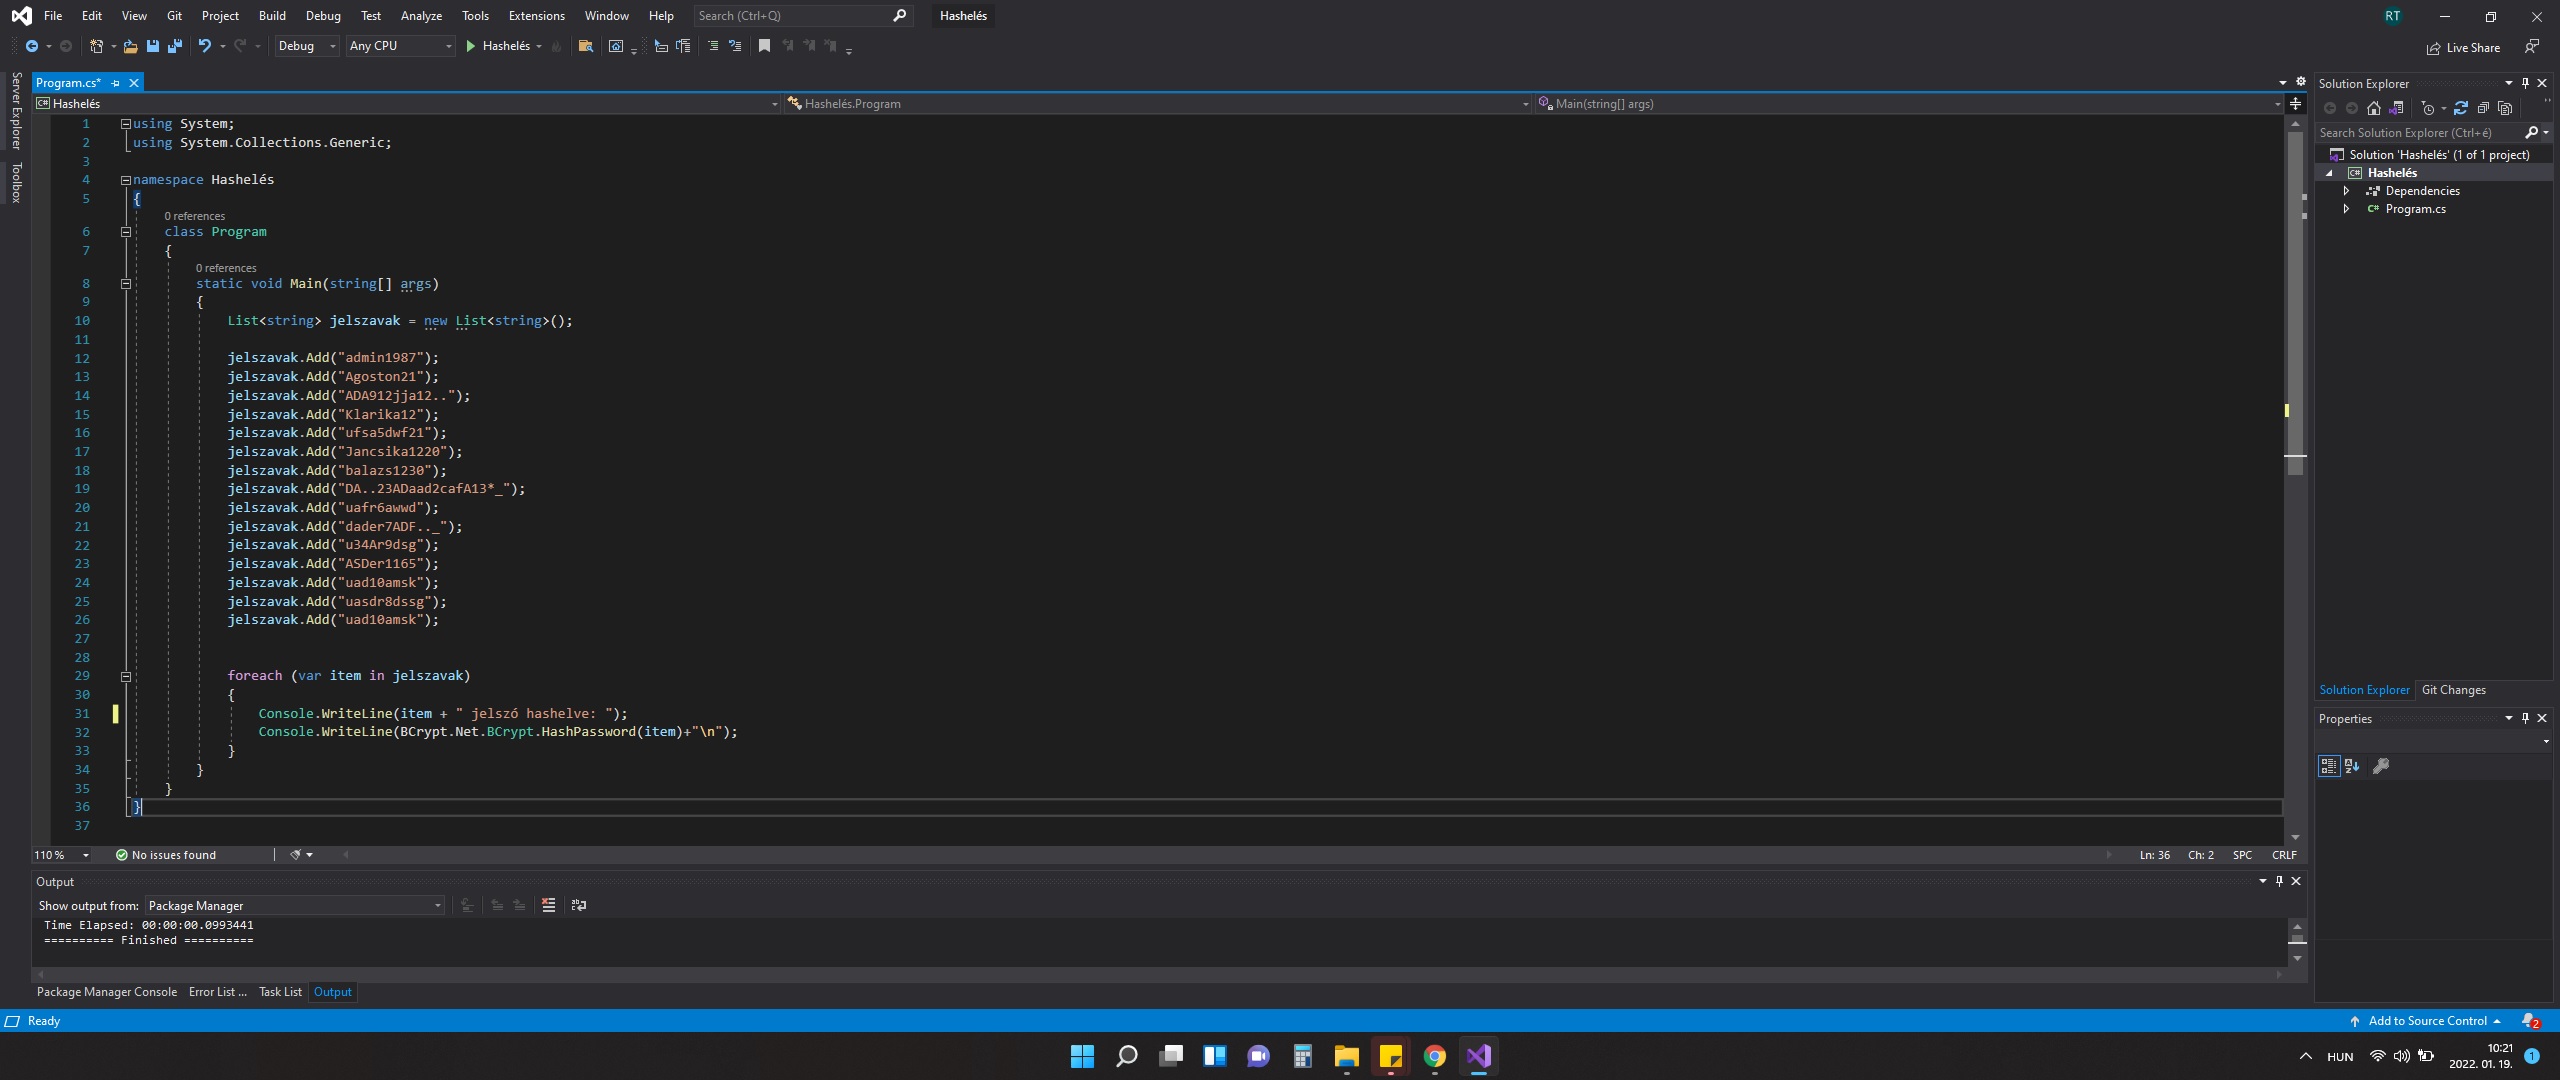 File Edit View Git Project Build Debug Test Analyze Tools Extensions Window Help Search (Ctrl+Q) Hashelés RT
Debug Any CPU Hashelés Live Share
Server Explorer
Toolbox
Program.cs*
Hashelés Hashelés.Program Main(string[] args)
1 using System;
2 using System.Collections.Generic;
3
4 namespace Hashelés
5 {
0 references
6 class Program
7 {
0 references
8 static void Main(string[] args)
9 {
10 List<string> jelszavak = new List<string>();
11
12 jelszavak.Add("admin1987");
13 jelszavak.Add("Agoston21");
14 jelszavak.Add("ADA912jja12..");
15 jelszavak.Add("Klarika12");
16 jelszavak.Add("ufsa5dwf21");
17 jelszavak.Add("Jancsika1220");
18 jelszavak.Add("balazs1230");
19 jelszavak.Add("DA..23ADaad2cafA13*_");
20 jelszavak.Add("uafr6awwd");
21 jelszavak.Add("dader7ADF.._");
22 jelszavak.Add("u34Ar9dsg");
23 jelszavak.Add("ASDer1165");
24 jelszavak.Add("uad10amsk");
25 jelszavak.Add("uasdr8dssg");
26 jelszavak.Add("uad10amsk");
27
28
29 foreach (var item in jelszavak)
30 {
31 Console.WriteLine(item + " jelszó hashelve: ");
32 Console.WriteLine(BCrypt.Net.BCrypt.HashPassword(item)+"\n");
33 }
34 }
35 }
36 }
37
110 % No issues found Ln: 36 Ch: 2 SPC CRLF
Output
Show output from: Package Manager
Time Elapsed: 00:00:00.0993441
========== Finished ==========
Package Manager Console Error List ... Task List Output
Solution Explorer
Search Solution Explorer (Ctrl+é)
Solution 'Hashelés' (1 of 1 project)
C# Hashelés
Dependencies
C# Program.cs
Solution Explorer Git Changes
Properties
Ready Add to Source Control 2
HUN 10:21 1
2022. 01. 19.